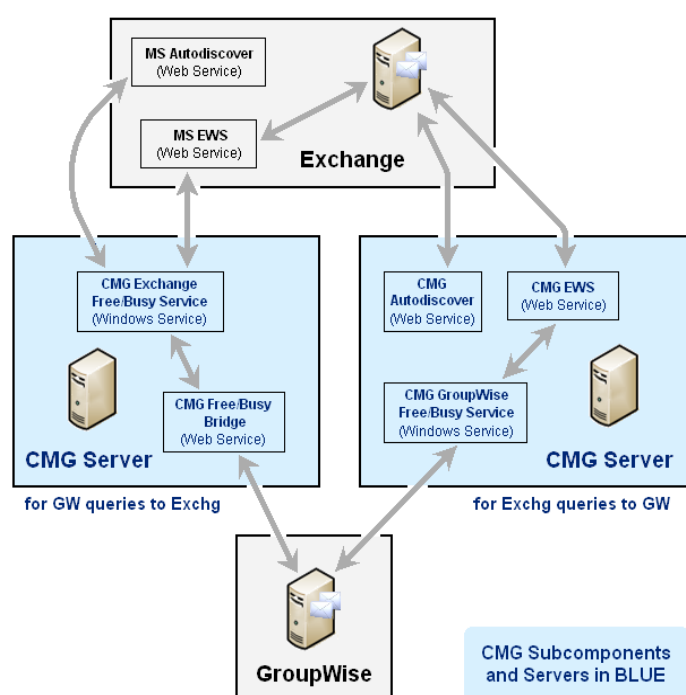 MS Autodiscover
(Web Service)
MS EWS
(Web Service)
Exchange
CMG Exchange
Free/Busy Service
(Windows Service)
CMG Free/Busy
Bridge
(Web Service)
CMG Server
for GW queries to Exchg
CMG
Autodiscover
(Web Service)
CMG EWS
(Web Service)
CMG GroupWise
Free/Busy Service
(Windows Service)
CMG Server
for Exchg queries to GW
GroupWise
CMG Subcomponents
and Servers in BLUE